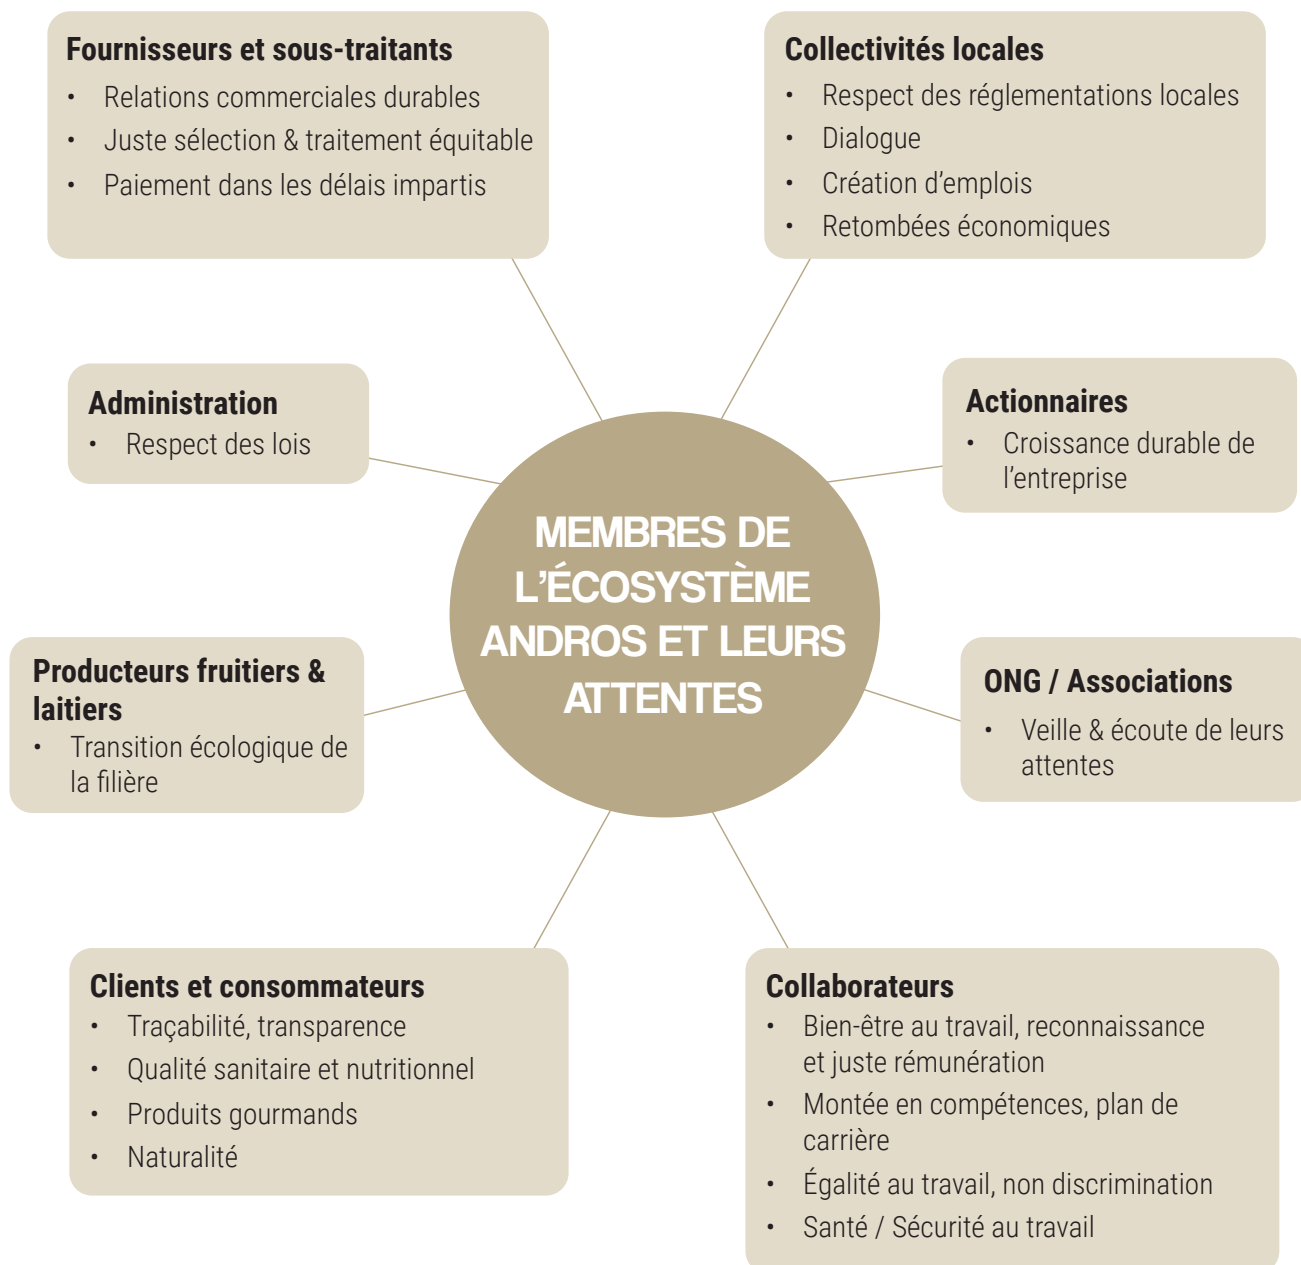 Fournisseurs et sous-traitants
• Relations commerciales durables
• Juste sélection & traitement équitable
• Paiement dans les délais impartis
Collectivités locales
• Respect des réglementations locales
• Dialogue
• Création d’emplois
• Retombées économiques
Administration
• Respect des lois
Actionnaires
• Croissance durable de
l’entreprise
MEMBRES DE
L’ÉCOSYSTÈME
ANDROS ET LEURS
ATTENTES
Producteurs fruitiers &
laitiers
• Transition écologique de
la filière
ONG / Associations
• Veille & écoute de leurs
attentes
Clients et consommateurs
• Traçabilité, transparence
• Qualité sanitaire et nutritionnel
• Produits gourmands
• Naturalité
Collaborateurs
• Bien-être au travail, reconnaissance
et juste rémunération
• Montée en compétences, plan de
carrière
• Égalité au travail, non discrimination
• Santé / Sécurité au travail